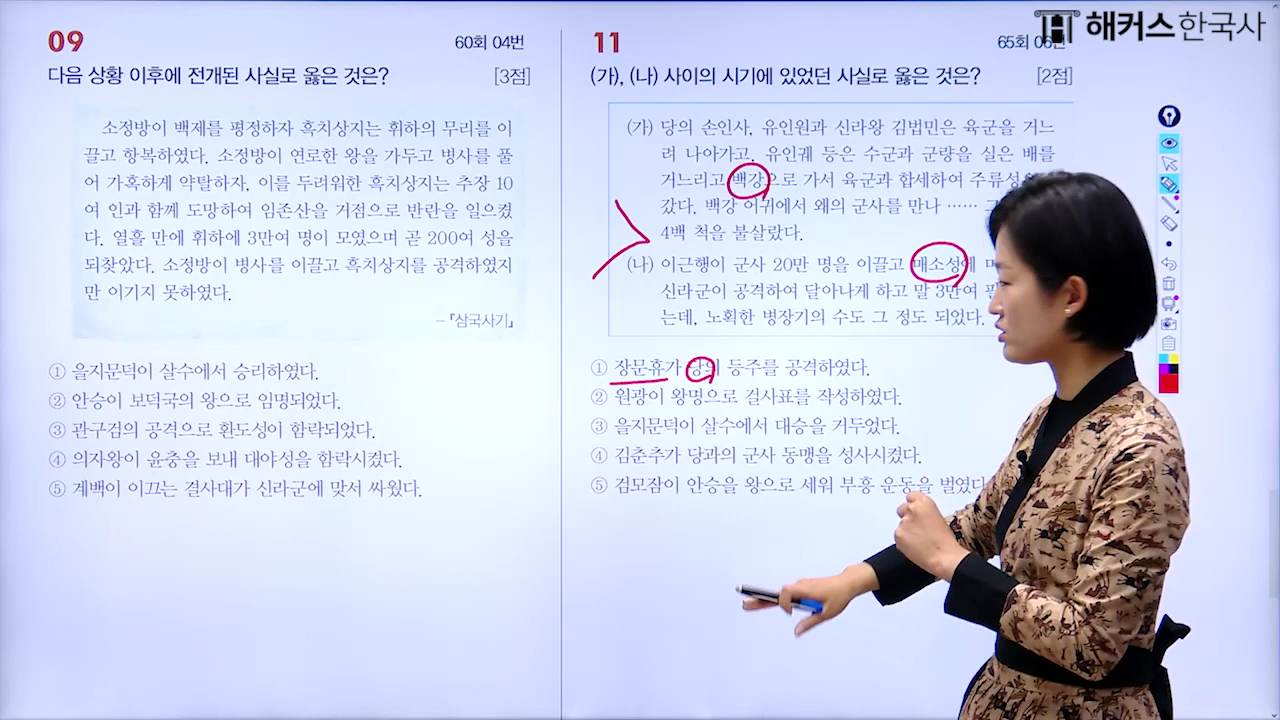 해커스한국사
09
60회 04번
다음 상황 이후에 전개된 사실로 옳은 것은? [3점]
소정방이 백제를 평정하자 흑치상지는 휘하의 무리를 이
끌고 항복하였다. 소정방이 연로한 왕을 가두고 병사를 풀
어 가혹하게 약탈하자, 이를 두려워한 흑치상지는 추장 10
여 인과 함께 도망하여 임존산을 거점으로 반란을 일으켰
다. 열흘 만에 휘하에 3만여 명이 모였으며 곧 200여 성을
되찾았다. 소정방이 병사를 이끌고 흑치상지를 공격하였지
만 이기지 못하였다.
-『삼국사기』
① 을지문덕이 살수에서 승리하였다.
② 안승이 보덕국의 왕으로 임명되었다.
③ 관구검의 공격으로 환도성이 함락되었다.
④ 의자왕이 윤충을 보내 대야성을 함락시켰다.
⑤ 계백이 이끄는 결사대가 신라군에 맞서 싸웠다.
11
65회 06번
(가), (나) 사이의 시기에 있었던 사실로 옳은 것은? [2점]
(가) 당의 손인사, 유인원과 신라왕 김법민은 육군을 거느
려 나아가고, 유인궤 등은 수군과 군량을 실은 배를
거느리고 백강으로 가서 육군과 합세하여 주류성으로
갔다. 백강 어귀에서 왜의 군사를 만나 ……
4백 척을 불살랐다.
(나) 이근행이 군사 20만 명을 이끌고 매소성에
신라군이 공격하여 달아나게 하고 말 3만여
는데, 노획한 병장기의 수도 그 정도 되었다.
① 장문휴가 당의 등주를 공격하였다.
② 원광이 왕명으로 걸사표를 작성하였다.
③ 을지문덕이 살수에서 대승을 거두었다.
④ 김춘추가 당과의 군사 동맹을 성사시켰다.
⑤ 검모잠이 안승을 왕으로 세워 부흥 운동을 벌였다